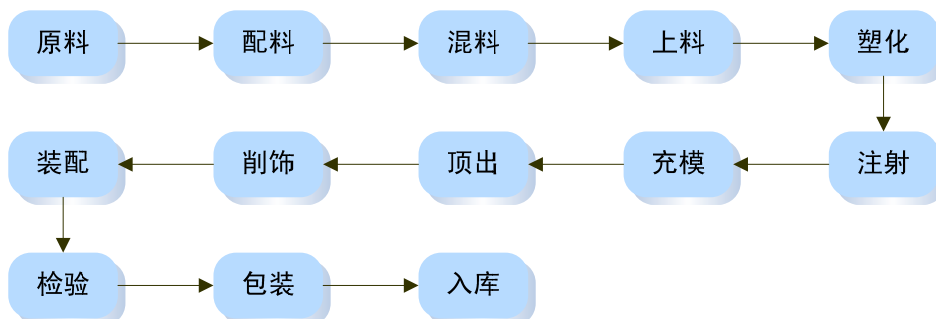 原料
配料
混料
上料
塑化
注射
充模
顶出
削饰
装配
检验
包装
入库